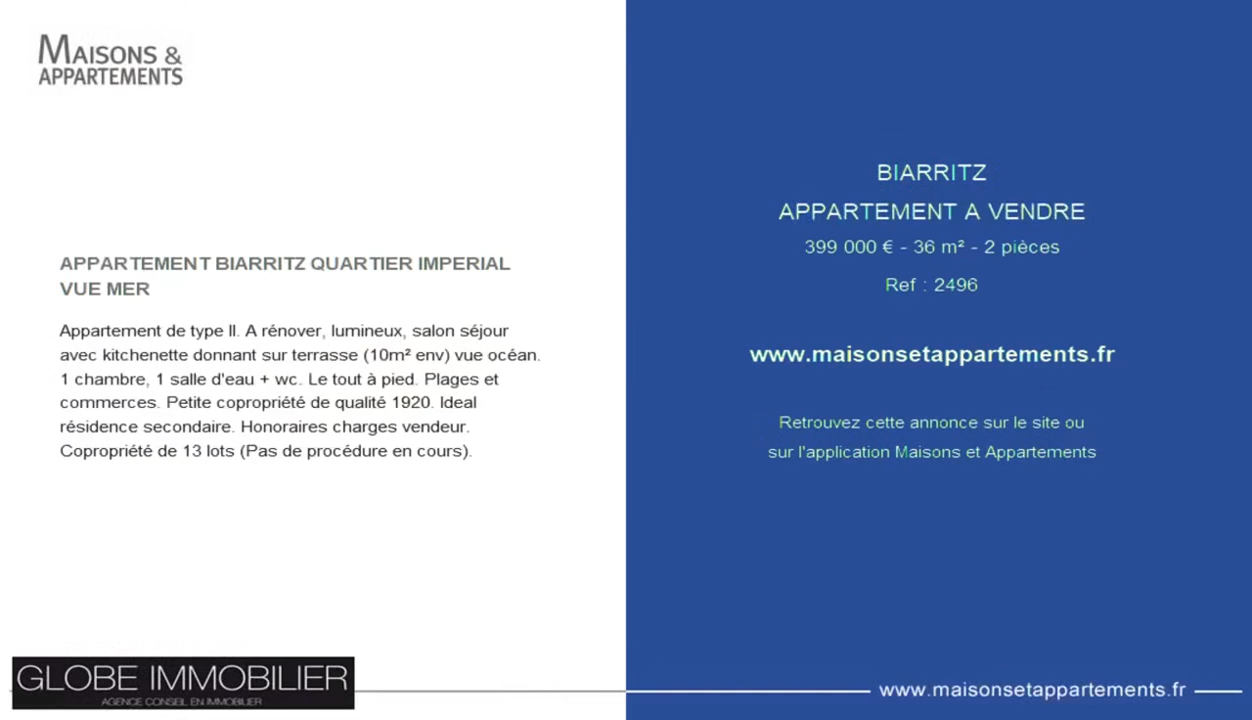 MAISONS &
APPARTEMENTS
APPARTEMENT BIARRITZ QUARTIER IMPERIAL
VUE MER
Appartement de type II. A rénover, lumineux, salon séjour
avec kitchenette donnant sur terrasse (10m² env) vue océan.
1 chambre, 1 salle d'eau + wc. Le tout à pied. Plages et
commerces. Petite copropriété de qualité 1920. Ideal
résidence secondaire. Honoraires charges vendeur.
Copropriété de 13 lots (Pas de procédure en cours).
GLOBE IMMOBILIER
AGENCE CONSEIL EN IMMOBILIER
BIARRITZ
APPARTEMENT A VENDRE
399 000 € - 36 m² - 2 pièces
Ref : 2496
www.maisonsetappartements.fr
Retrouvez cette annonce sur le site ou
sur l'application Maisons et Appartements
www.maisonsetappartements.fr